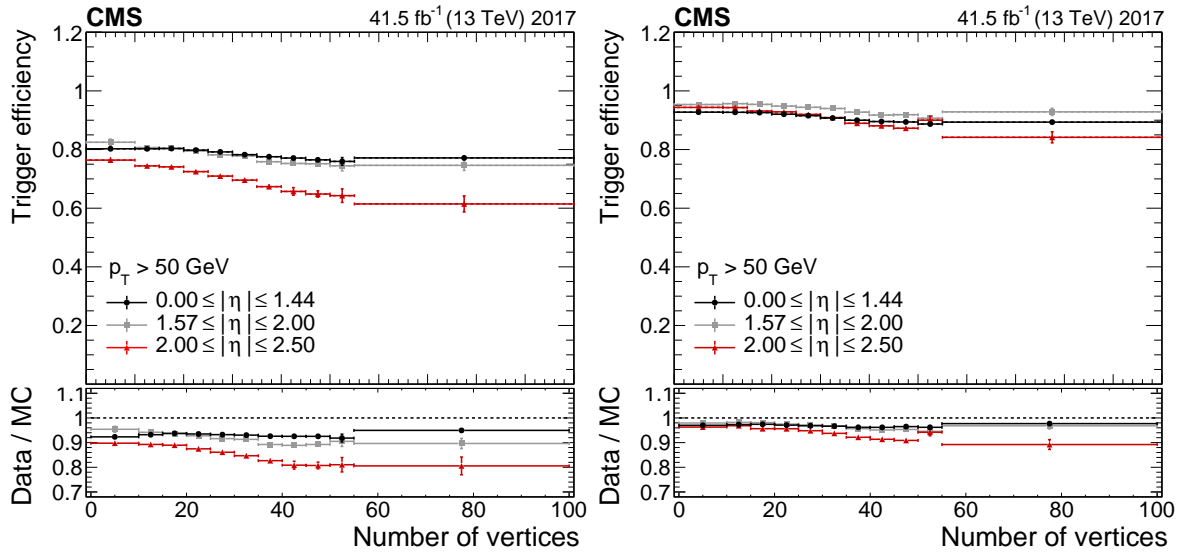 CMS 41.5 fb⁻¹ (13 TeV) 2017
Trigger efficiency
1.2
1
0.8
0.6
0.4
0.2
p_T > 50 GeV
0.00 ≤ | η | ≤ 1.44
1.57 ≤ | η | ≤ 2.00
2.00 ≤ | η | ≤ 2.50
Data / MC
1.1
1
0.9
0.8
0.7
0 20 40 60 80 100
Number of vertices
CMS 41.5 fb⁻¹ (13 TeV) 2017
Trigger efficiency
1.2
1
0.8
0.6
0.4
0.2
p_T > 50 GeV
0.00 ≤ | η | ≤ 1.44
1.57 ≤ | η | ≤ 2.00
2.00 ≤ | η | ≤ 2.50
Data / MC
1.1
1
0.9
0.8
0.7
0 20 40 60 80 100
Number of vertices